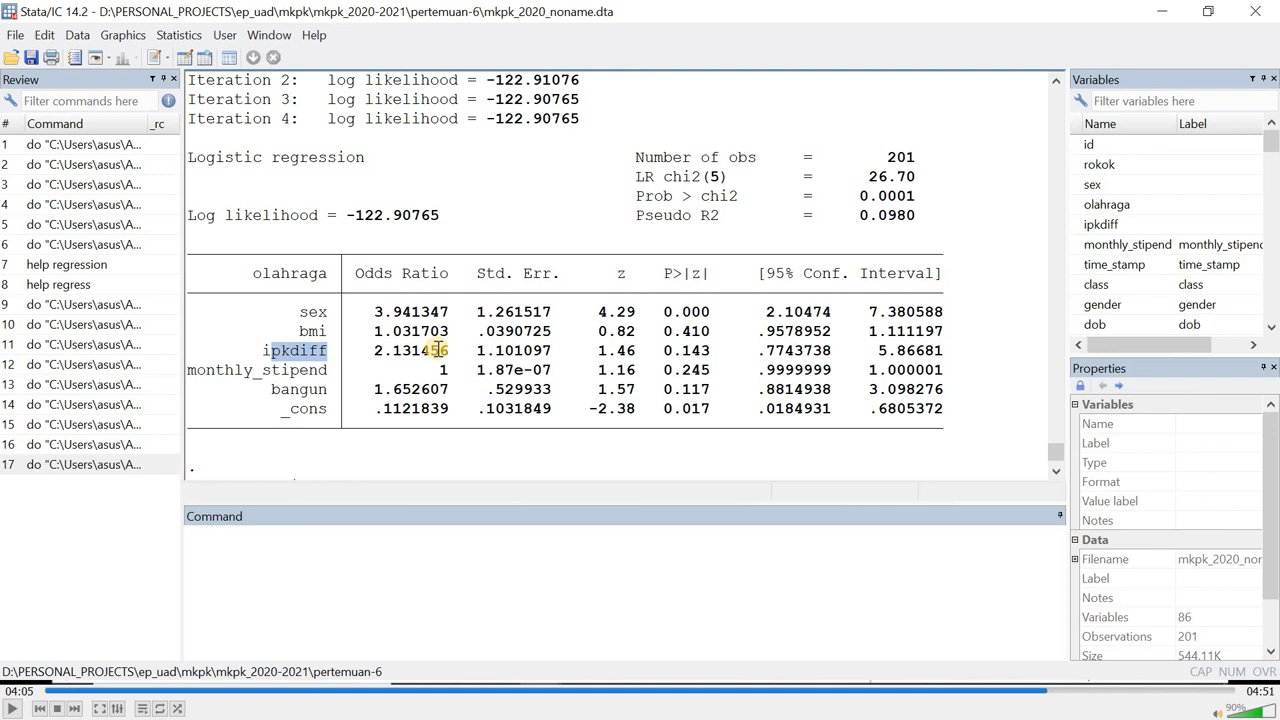 Stata/IC 14.2 - D:\PERSONAL_PROJECTS\ep_uad\mkpk\mkpk_2020-2021\pertemuan-6\mkpk_2020_noname.dta
File Edit Data Graphics Statistics User Window Help
Review
Filter commands here
# Command _rc
1 do "C:\Users\asus\A...
2 do "C:\Users\asus\A...
3 do "C:\Users\asus\A...
4 do "C:\Users\asus\A...
5 do "C:\Users\asus\A...
6 do "C:\Users\asus\A...
7 help regression
8 help regress
9 do "C:\Users\asus\A...
10 do "C:\Users\asus\A...
11 do "C:\Users\asus\A...
12 do "C:\Users\asus\A...
13 do "C:\Users\asus\A...
14 do "C:\Users\asus\A...
15 do "C:\Users\asus\A...
16 do "C:\Users\asus\A...
17 do "C:\Users\asus\A...
Iteration 2: log likelihood = -122.91076
Iteration 3: log likelihood = -122.90765
Iteration 4: log likelihood = -122.90765
Logistic regression Number of obs = 201
LR chi2(5) = 26.70
Prob > chi2 = 0.0001
Log likelihood = -122.90765 Pseudo R2 = 0.0980
olahraga Odds Ratio Std. Err. z P>|z| [95% Conf. Interval]
sex 3.941347 1.261517 4.29 0.000 2.10474 7.380588
bmi 1.031703 .0390725 0.82 0.410 .9578952 1.111197
ipkdiff 2.131456 1.101097 1.46 0.143 .7743738 5.86681
monthly_stipend 1 1.87e-07 1.16 0.245 .9999999 1.000001
bangun 1.652607 .529933 1.57 0.117 .8814938 3.098276
_cons .1121839 .1031849 -2.38 0.017 .0184931 .6805372
.
Command
Variables
Filter variables here
Name Label
id
rokok
sex
olahraga
ipkdiff
monthly_stipend monthly_stipend
time_stamp time_stamp
class class
gender gender
dob dob
Properties
Variables
Name
Label
Type
Format
Value label
Notes
Data
Filename mkpk_2020_nor
Label
Notes
Variables 86
Observations 201
Size 544.11K
D:\PERSONAL_PROJECTS\ep_uad\mkpk\mkpk_2020-2021\pertemuan-6 CAP NUM OVR
04:05 04:51
90%